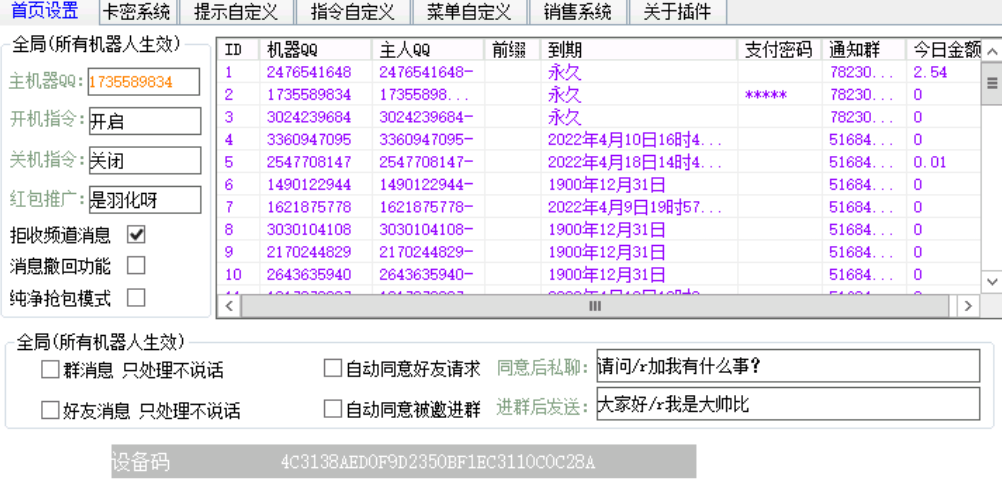 首页设置 卡密系统 提示自定义 指令自定义 菜单自定义 销售系统 关于插件
全局(所有机器人生效)
主机器QQ: 1735589834
开机指令: 开启
关机指令: 关闭
红包推广: 是羽化呀
拒收频道消息
消息撤回功能
纯净抢包模式
ID 机器QQ 主人QQ 前缀 到期 支付密码 通知群 今日金额
1 2476541648 2476541648- 永久 78230... 2.54
2 1735589834 17355898... 永久 ***** 78230... 0
3 3024239684 3024239684- 永久 78230... 0
4 3360947095 3360947095- 2022年4月10日16时4... 51684... 0
5 2547708147 2547708147- 2022年4月18日14时4... 51684... 0.01
6 1490122944 1490122944- 1900年12月31日 51684... 0
7 1621875778 1621875778- 2022年4月9日19时57... 51684... 0
8 3030104108 3030104108- 1900年12月31日 51684... 0
9 2170244829 2170244829- 1900年12月31日 51684... 0
10 2643635940 2643635940- 1900年12月31日 51684... 0
全局(所有机器人生效)
群消息 只处理不说话 自动同意好友请求 同意后私聊: 请问/r加我有什么事?
好友消息 只处理不说话 自动同意被邀进群 进群后发送: 大家好/r我是大帅比
设备码 4C3138AED0F9D2350BF1EC3110C0C28A